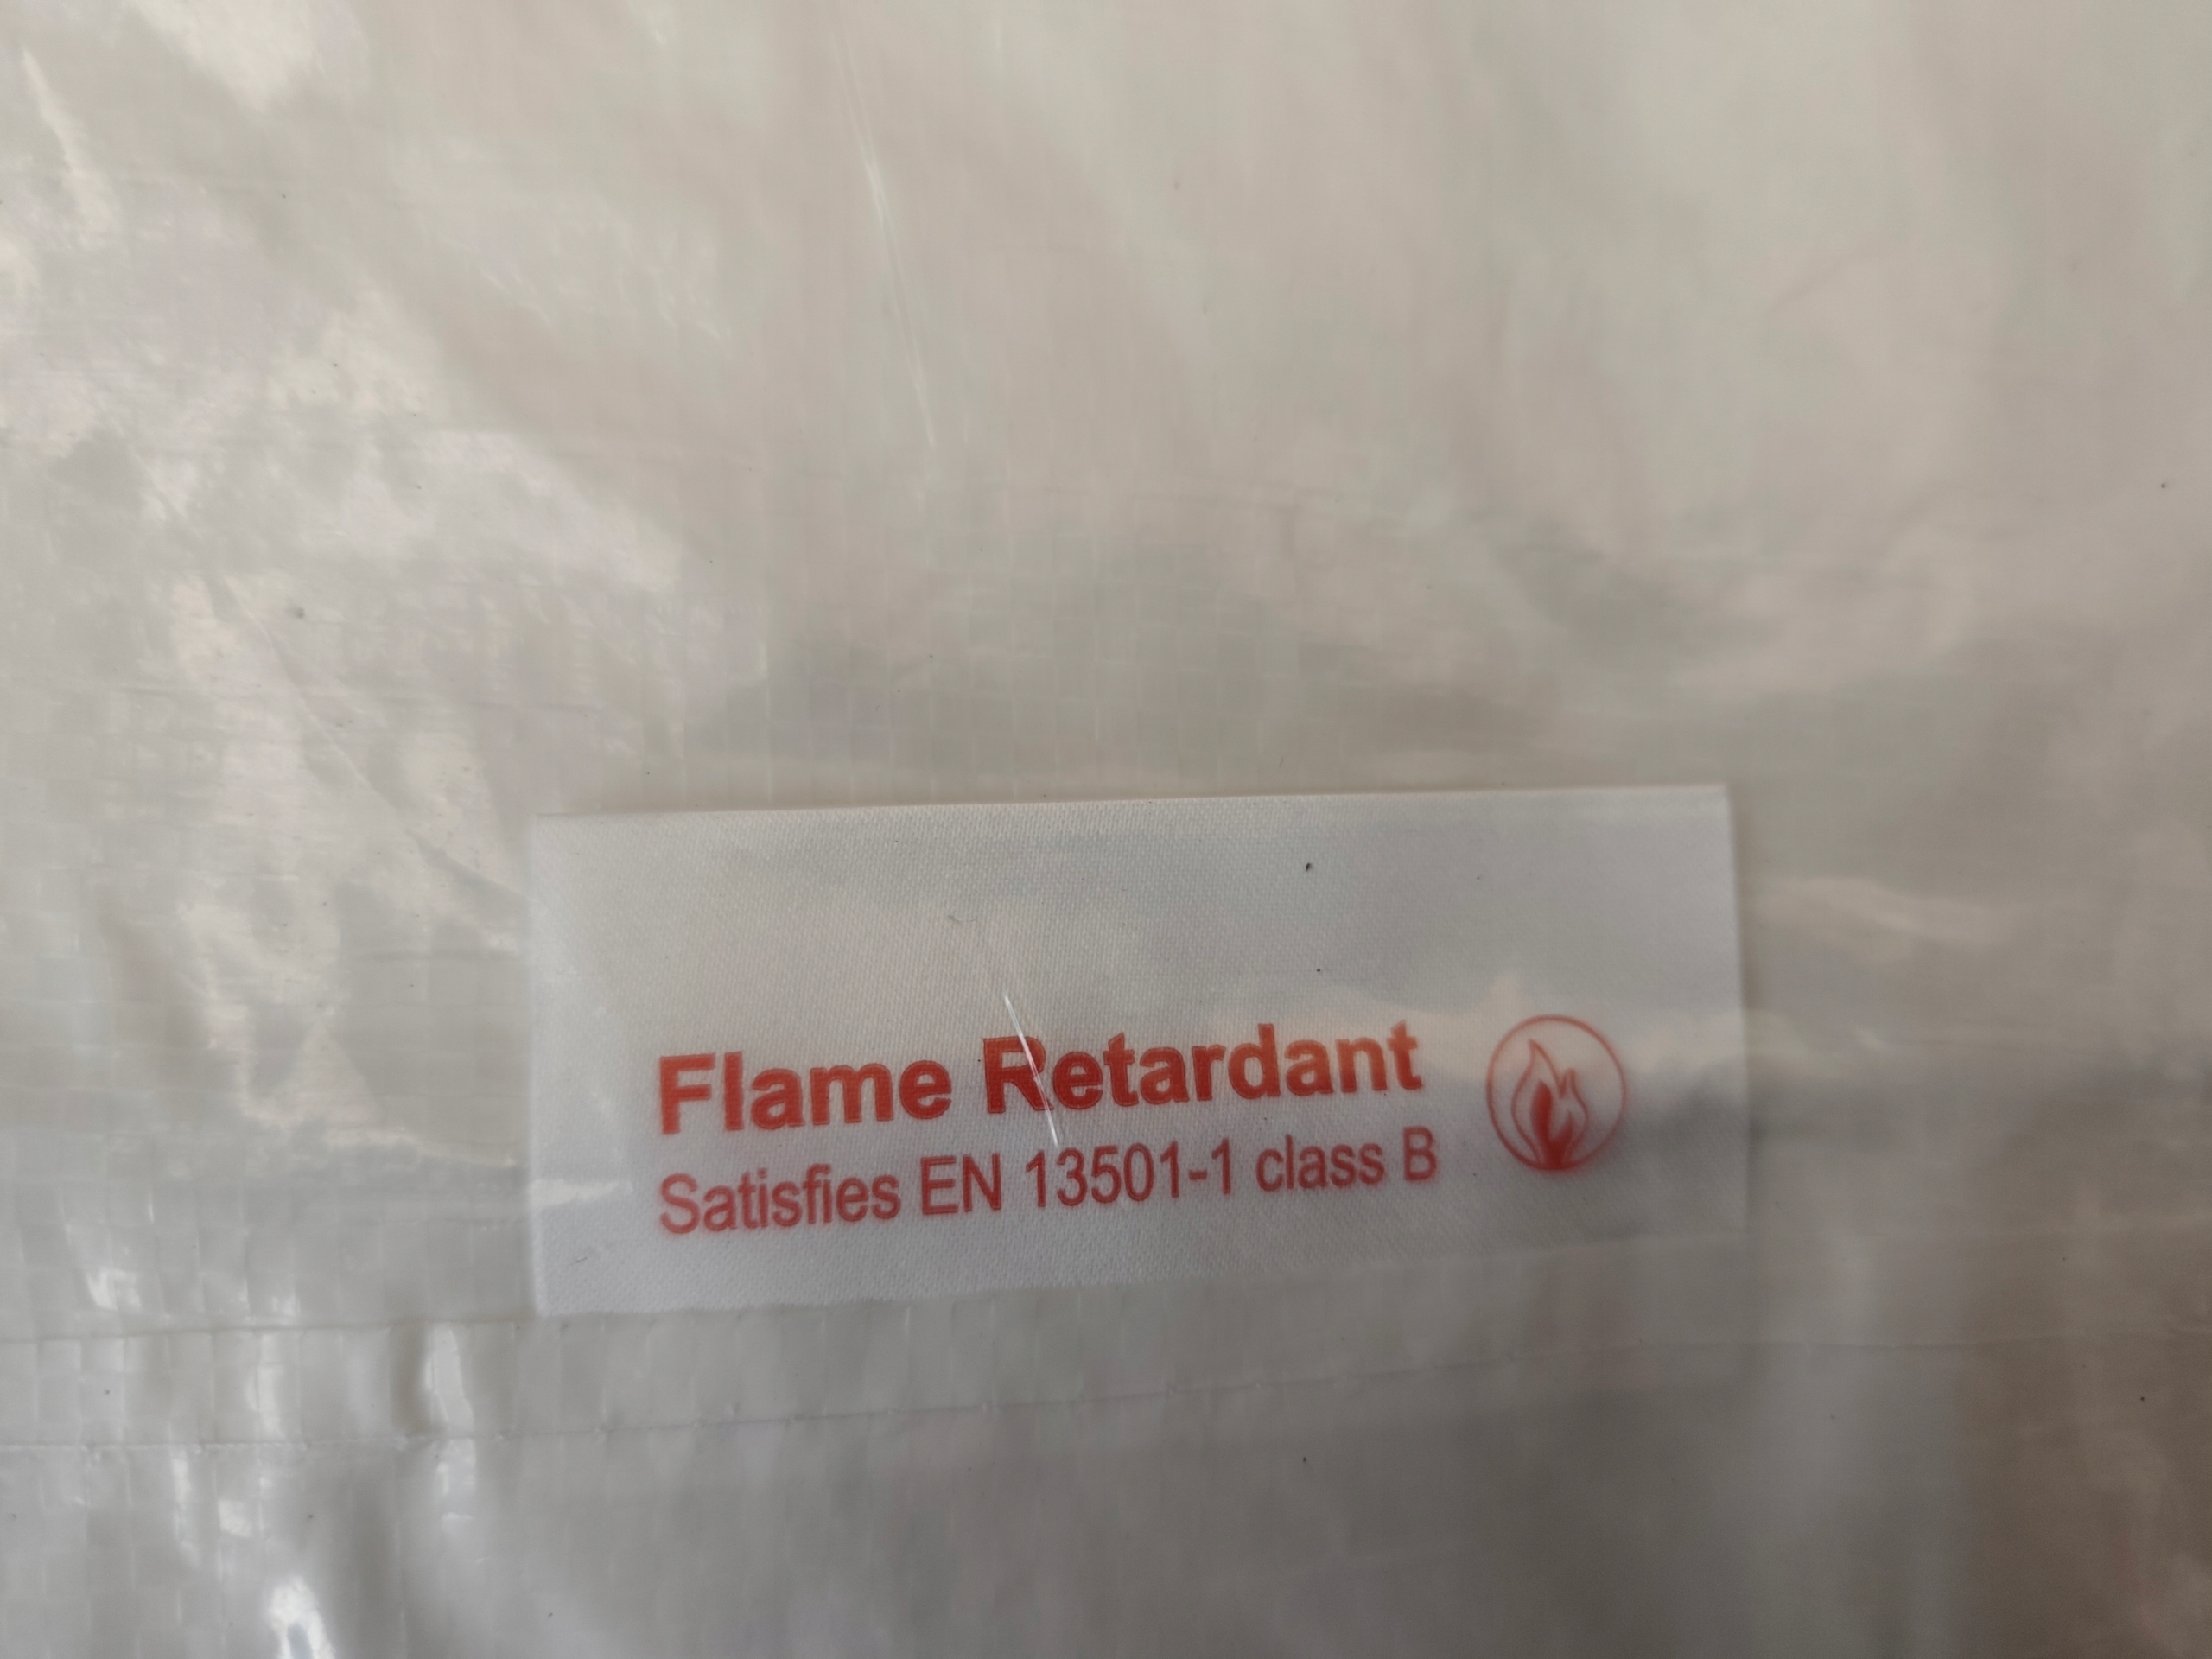 Flame Retardant
Satisfies EN 13501-1 class B